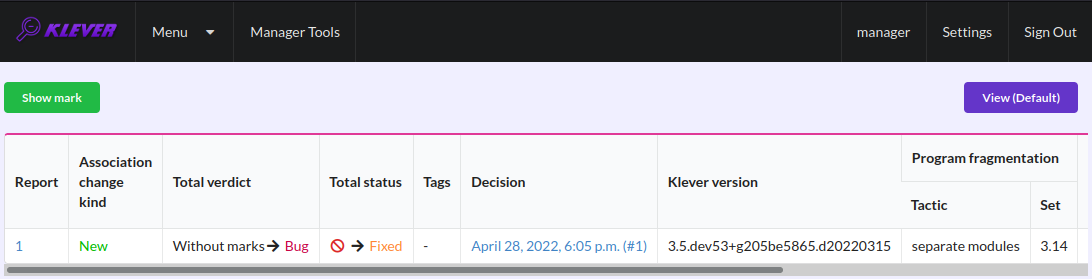 KLEVER Menu Manager Tools manager Settings Sign Out
Show mark View (Default)
Report Association change kind Total verdict Total status Tags Decision Klever version Program fragmentation
Tactic Set
1 New Without marks Bug Fixed - April 28, 2022, 6:05 p.m. (#1) 3.5.dev53+g205be5865.d20220315 separate modules 3.14